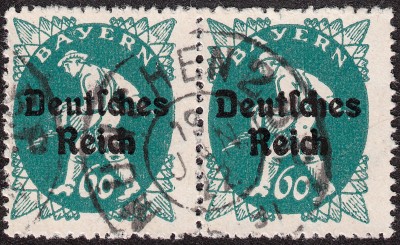 BAYERN
Deutsches
Reich
60
BAYERN
Deutsches
Reich
60